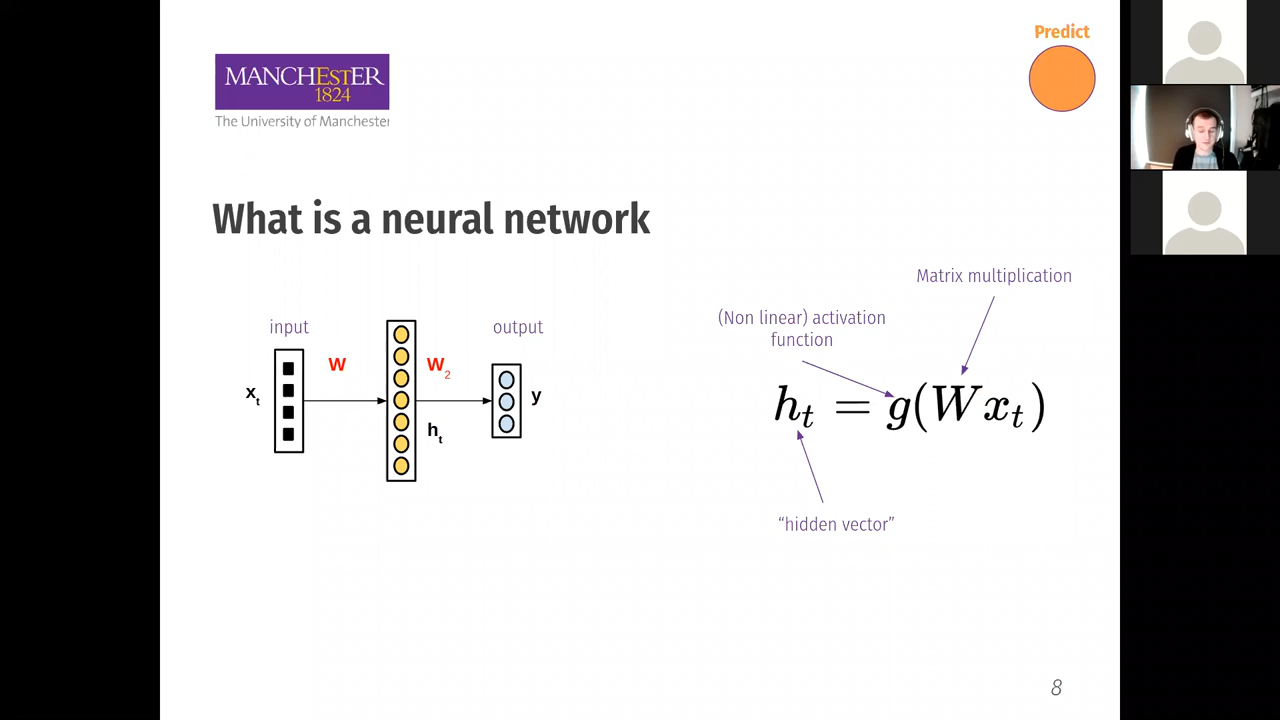 Predict
MANCHESTER
1824
The University of Manchester
What is a neural network
Matrix multiplication
(Non linear) activation
function
input
output
W
W₂
xₜ
y
hₜ
hₜ = g(Wxₜ)
“hidden vector”
8